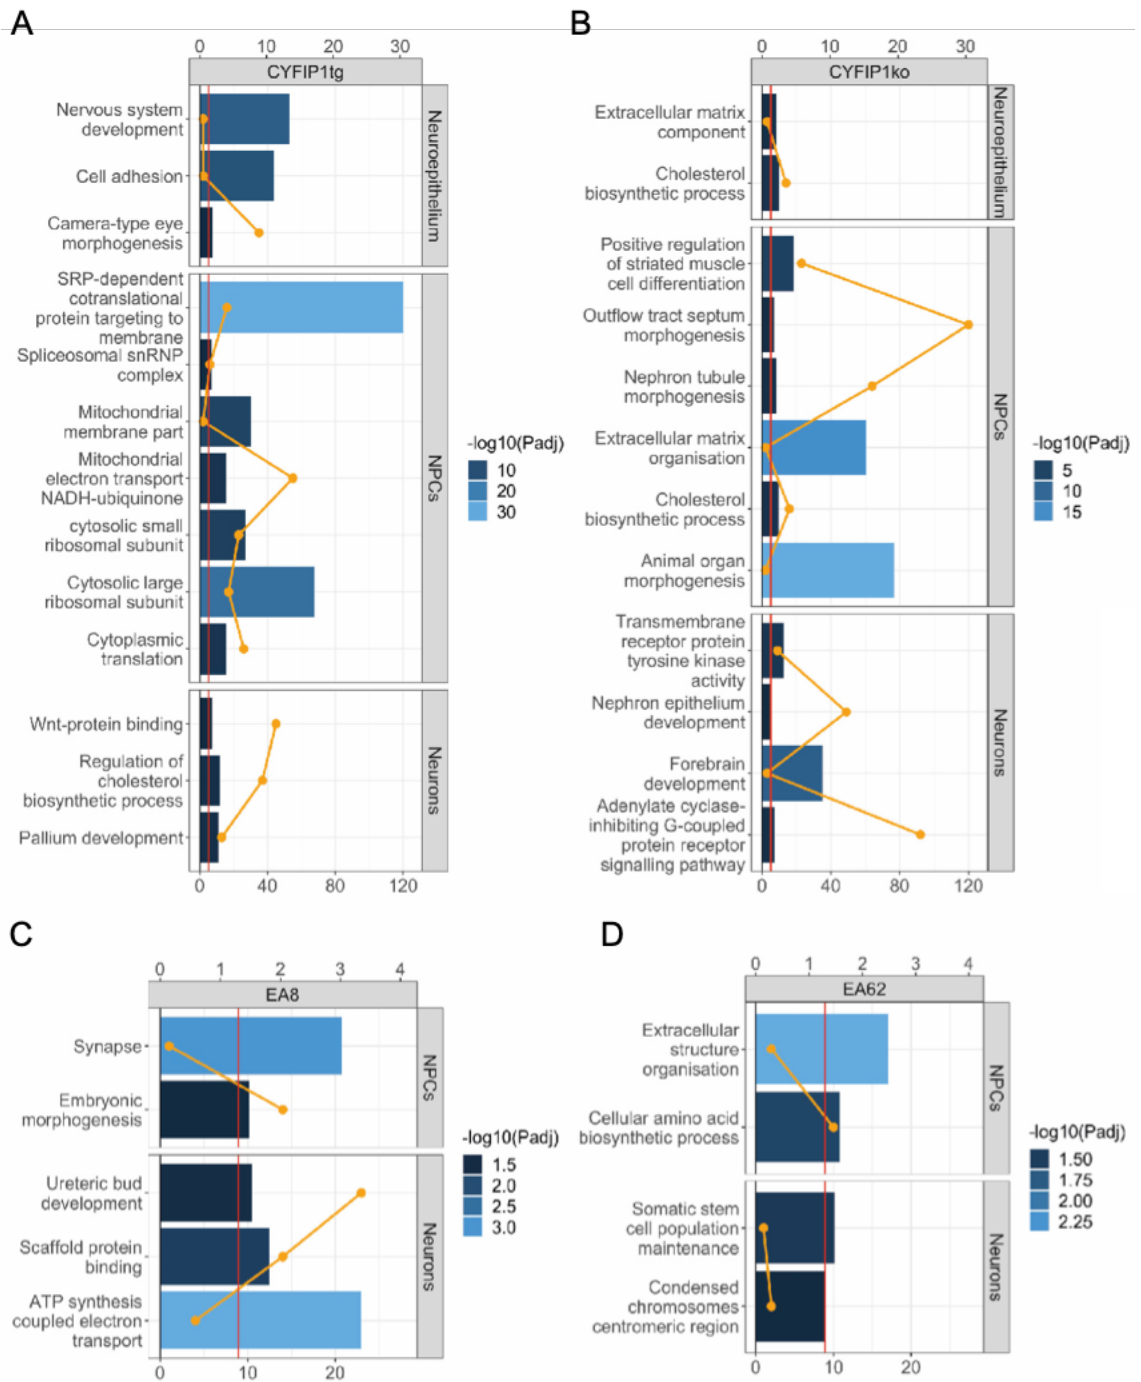 A
0 10 20 30
CYFIP1tg
Nervous system
development
Cell adhesion
Camera-type eye
morphogenesis
Neuroepithelium
SRP-dependent
cotranslational
protein targeting to
membrane
Spliceosomal snRNP
complex
Mitochondrial
membrane part
Mitochondrial
electron transport
NADH-ubiquinone
cytosolic small
ribosomal subunit
Cytosolic large
ribosomal subunit
Cytoplasmic
translation
NPCs
Wnt-protein binding
Regulation of
cholesterol
biosynthetic process
Pallium development
Neurons
0 40 80 120
-log10(Padj)
10
20
30
B
0 10 20 30
CYFIP1ko
Extracellular matrix
component
Cholesterol
biosynthetic process
Neuroepithelium
Positive regulation
of striated muscle
cell differentiation
Outflow tract septum
morphogenesis
Nephron tubule
morphogenesis
Extracellular matrix
organisation
Cholesterol
biosynthetic process
Animal organ
morphogenesis
NPCs
Transmembrane
receptor protein
tyrosine kinase
activity
Nephron epithelium
development
Forebrain
development
Adenylate cyclase-
inhibiting G-coupled
protein receptor
signalling pathway
Neurons
0 40 80 120
-log10(Padj)
5
10
15
C
0 1 2 3 4
EA8
Synapse
Embryonic
morphogenesis
NPCs
Ureteric bud
development
Scaffold protein
binding
ATP synthesis
coupled electron
transport
Neurons
0 10 20
-log10(Padj)
1.5
2.0
2.5
3.0
D
0 1 2 3 4
EA62
Extracellular
structure
organisation
Cellular amino acid
biosynthetic process
NPCs
Somatic stem
cell population
maintenance
Condensed
chromosomes
centromeric region
Neurons
0 10 20
-log10(Padj)
1.50
1.75
2.00
2.25